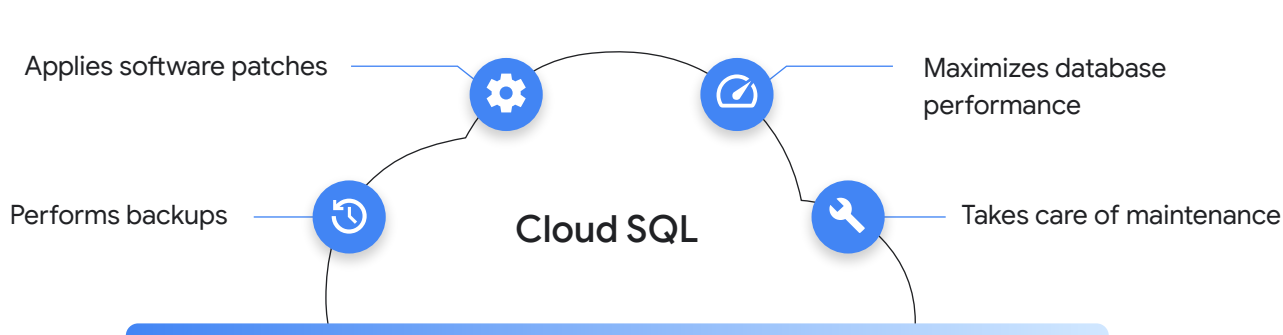 Applies software patches
Maximizes database
performance
Performs backups
Cloud SQL
Takes care of maintenance